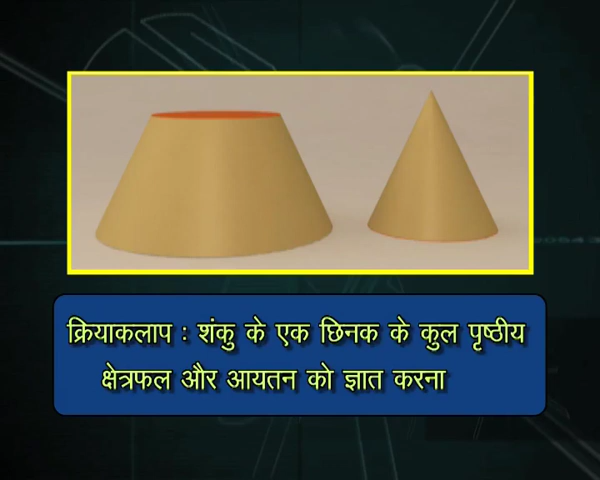 क्रियाकलाप : शंकु के एक छिनक के कुल पृष्ठीय
क्षेत्रफल और आयतन को ज्ञात करना